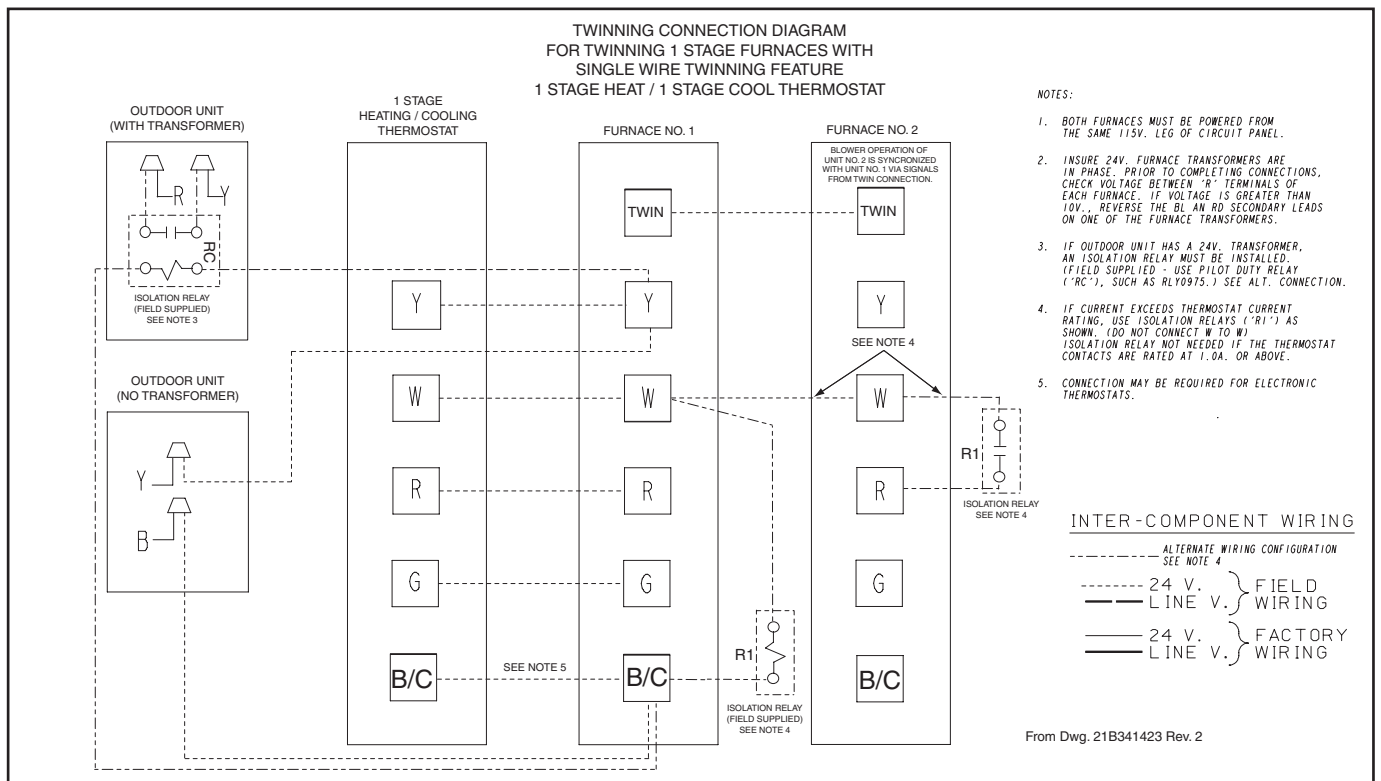 TWINNING CONNECTION DIAGRAM
FOR TWINNING 1 STAGE FURNACES WITH
SINGLE WIRE TWINNING FEATURE
1 STAGE HEAT / 1 STAGE COOL THERMOSTAT
OUTDOOR UNIT
(WITH TRANSFORMER)
R
Y
RC
ISOLATION RELAY
(FIELD SUPPLIED)
SEE NOTE 3
OUTDOOR UNIT
(NO TRANSFORMER)
Y
B
1 STAGE
HEATING / COOLING
THERMOSTAT
Y
W
R
G
B/C
SEE NOTE 5
FURNACE NO. 1
TWIN
Y
W
R
G
B/C
R1
ISOLATION RELAY
(FIELD SUPPLIED)
SEE NOTE 4
FURNACE NO. 2
BLOWER OPERATION OF
UNIT NO. 2 IS SYNCRONIZED
WITH UNIT NO. 1 VIA SIGNALS
FROM TWIN CONNECTION.
TWIN
Y
SEE NOTE 4
W
R
G
B/C
R1
ISOLATION RELAY
SEE NOTE 4
NOTES:
1. BOTH FURNACES MUST BE POWERED FROM
THE SAME 115V. LEG OF CIRCUIT PANEL.
2. INSURE 24V. FURNACE TRANSFORMERS ARE
IN PHASE. PRIOR TO COMPLETING CONNECTIONS,
CHECK VOLTAGE BETWEEN 'R' TERMINALS OF
EACH FURNACE. IF VOLTAGE IS GREATER THAN
10V., REVERSE THE BL AN RD SECONDARY LEADS
ON ONE OF THE FURNACE TRANSFORMERS.
3. IF OUTDOOR UNIT HAS A 24V. TRANSFORMER,
AN ISOLATION RELAY MUST BE INSTALLED.
(FIELD SUPPLIED - USE PILOT DUTY RELAY
('RC'), SUCH AS RLY0975.) SEE ALT. CONNECTION.
4. IF CURRENT EXCEEDS THERMOSTAT CURRENT
RATING, USE ISOLATION RELAYS ('R1') AS
SHOWN. (DO NOT CONNECT W TO W)
ISOLATION RELAY NOT NEEDED IF THE THERMOSTAT
CONTACTS ARE RATED AT 1.0A. OR ABOVE.
5. CONNECTION MAY BE REQUIRED FOR ELECTRONIC
THERMOSTATS.
INTER-COMPONENT WIRING
ALTERNATE WIRING CONFIGURATION
SEE NOTE 4
24 V. FIELD
LINE V. WIRING
24 V. FACTORY
LINE V. WIRING
From Dwg. 21B341423 Rev. 2